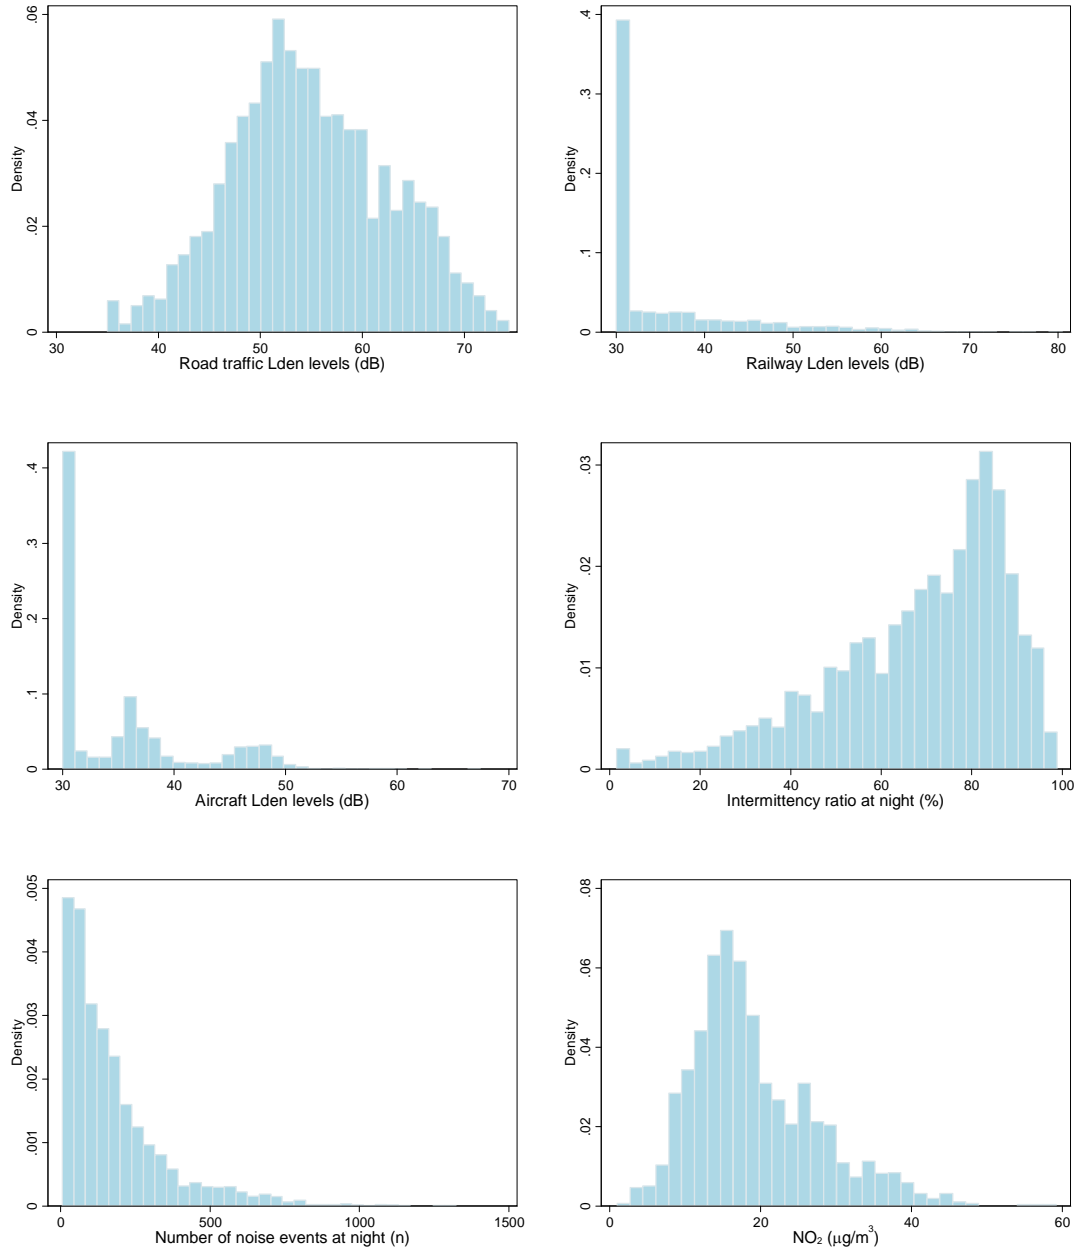 .06
.04
.02
0
Density
30 40 50 60 70
Road traffic Lden levels (dB)
.4
.3
.2
.1
0
Density
30 40 50 60 70 80
Railway Lden levels (dB)
.4
.3
.2
.1
0
Density
30 40 50 60 70
Aircraft Lden levels (dB)
.03
.02
.01
0
Density
0 20 40 60 80 100
Intermittency ratio at night (%)
.005
.004
.003
.002
.001
0
Density
0 500 1000 1500
Number of noise events at night (n)
.08
.06
.04
.02
0
Density
0 20 40 60
NO₂ (μg/m³)